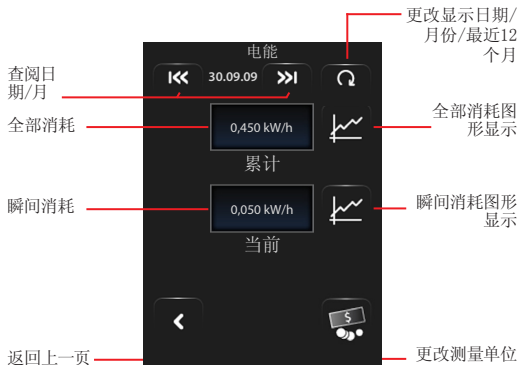 更改显示日期/
月份/最近12
个月
电能
30.09.09
查阅日
期/月
全部消耗
0,450 kW/h
全部消耗图
形显示
累计
瞬间消耗
0,050 kW/h
瞬间消耗图形
显示
当前
$
返回上一页
更改测量单位